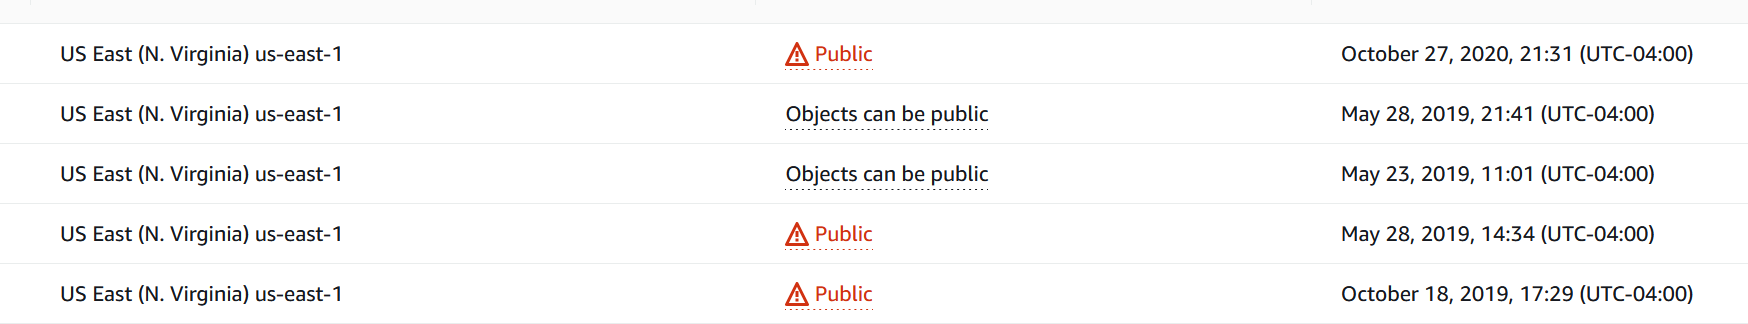 US East (N. Virginia) us-east-1 Public October 27, 2020, 21:31 (UTC-04:00)
US East (N. Virginia) us-east-1 Objects can be public May 28, 2019, 21:41 (UTC-04:00)
US East (N. Virginia) us-east-1 Objects can be public May 23, 2019, 11:01 (UTC-04:00)
US East (N. Virginia) us-east-1 Public May 28, 2019, 14:34 (UTC-04:00)
US East (N. Virginia) us-east-1 Public October 18, 2019, 17:29 (UTC-04:00)